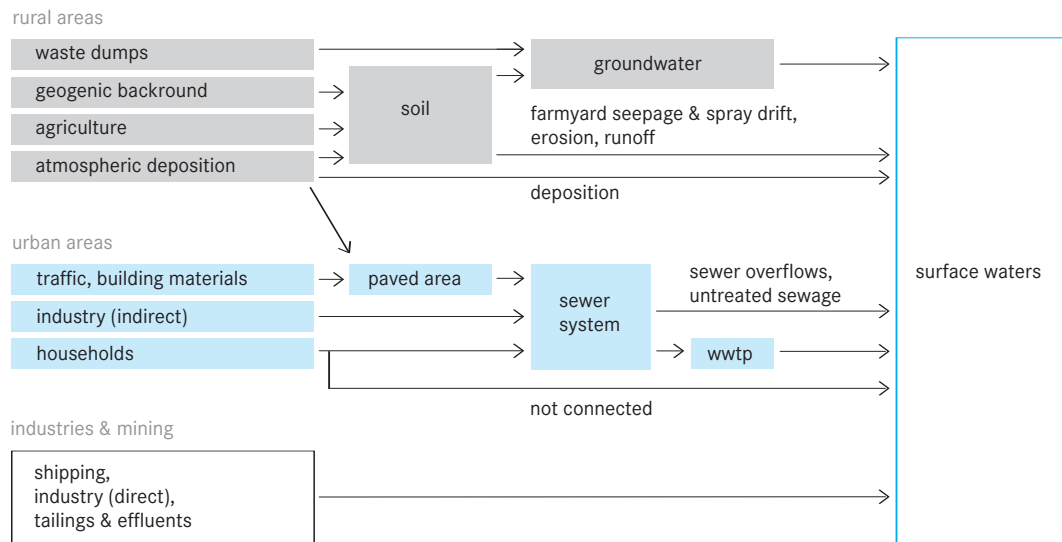 rural areas
waste dumps
geogenic backround
agriculture
atmospheric deposition
soil
groundwater
farmyard seepage & spray drift,
erosion, runoff
deposition
urban areas
traffic, building materials
industry (indirect)
households
paved area
sewer
system
sewer overflows,
untreated sewage
wwtp
not connected
surface waters
industries & mining
shipping,
industry (direct),
tailings & effluents